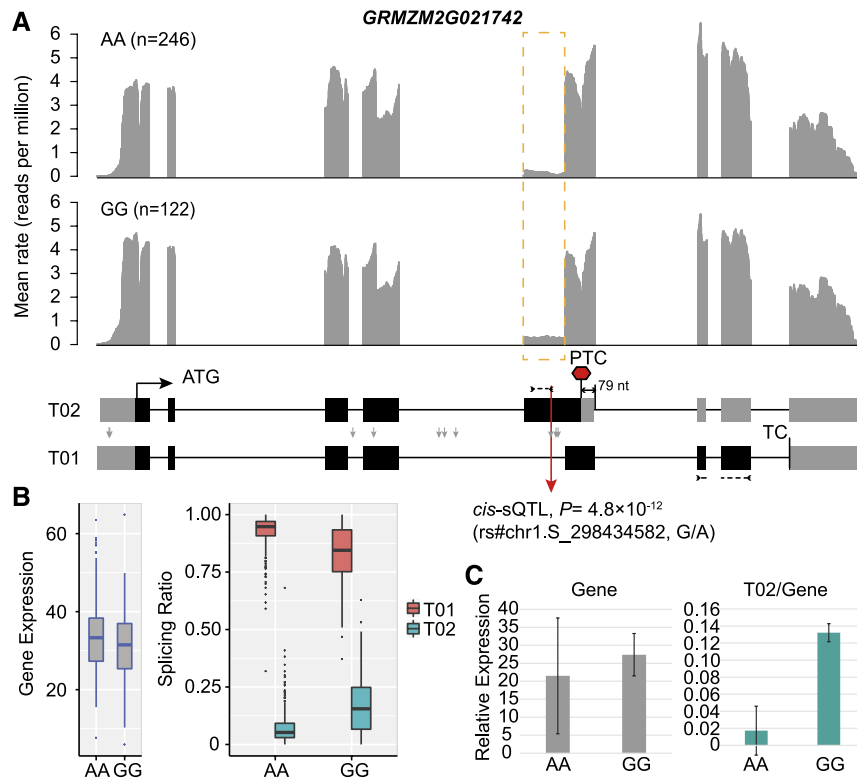 A
GRMZM2G021742
AA (n=246)
6
5
4
3
2
1
0
GG (n=122)
6
5
4
3
2
1
0
Mean rate (reads per million)
ATG
PTC
79 nt
T02
T01
TC
cis-sQTL, P= 4.8×10⁻¹²
(rs#chr1.S_298434582, G/A)
B
Gene Expression
60
40
20
AA GG
Splicing Ratio
1.00
0.75
0.50
0.25
0
AA GG
T01
T02
C
Gene
Relative Expression
40
35
30
25
20
15
10
5
0
AA GG
T02/Gene
0.16
0.14
0.12
0.10
0.08
0.06
0.04
0.02
0
AA GG